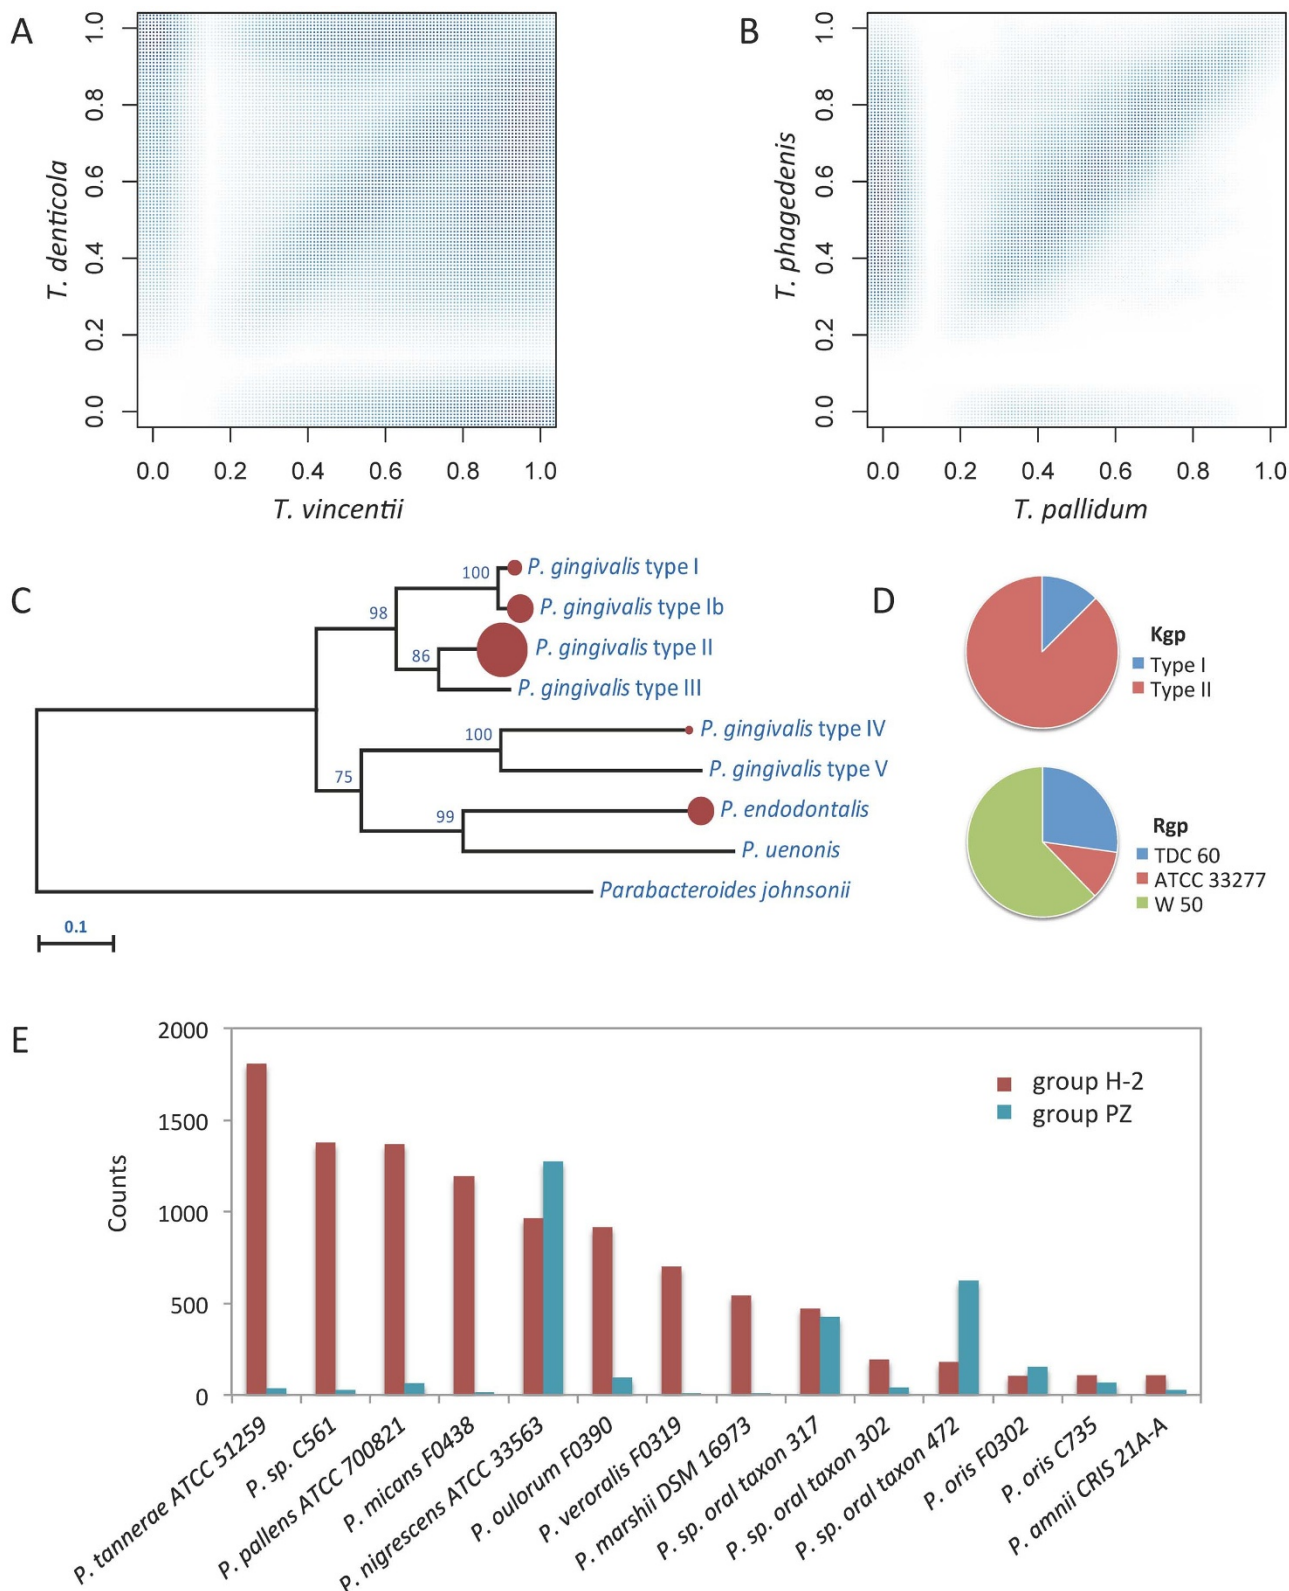 A
1.0
0.8
0.6
0.4
0.2
0.0
T. denticola
0.0 0.2 0.4 0.6 0.8 1.0
T. vincentii
B
1.0
0.8
0.6
0.4
0.2
0.0
T. phagedenis
0.0 0.2 0.4 0.6 0.8 1.0
T. pallidum
C
100
P. gingivalis type I
P. gingivalis type Ib
98
86
P. gingivalis type II
P. gingivalis type III
100
P. gingivalis type IV
P. gingivalis type V
75
99
P. endodontalis
P. uenonis
Parabacteroides johnsonii
0.1
D
Kgp
Type I
Type II
Rgp
TDC 60
ATCC 33277
W 50
E
2000
1500
1000
500
0
Counts
group H-2
group PZ
P. tannerae ATCC 51259
P. sp. C561
P. pallens ATCC 700821
P. micans F0438
P. nigrescens ATCC 33563
P. oulorum F0390
P. veroralis F0319
P. marshii DSM 16973
P. sp. oral taxon 317
P. sp. oral taxon 302
P. sp. oral taxon 472
P. oris F0302
P. oris C735
P. amnii CRIS 21A-A